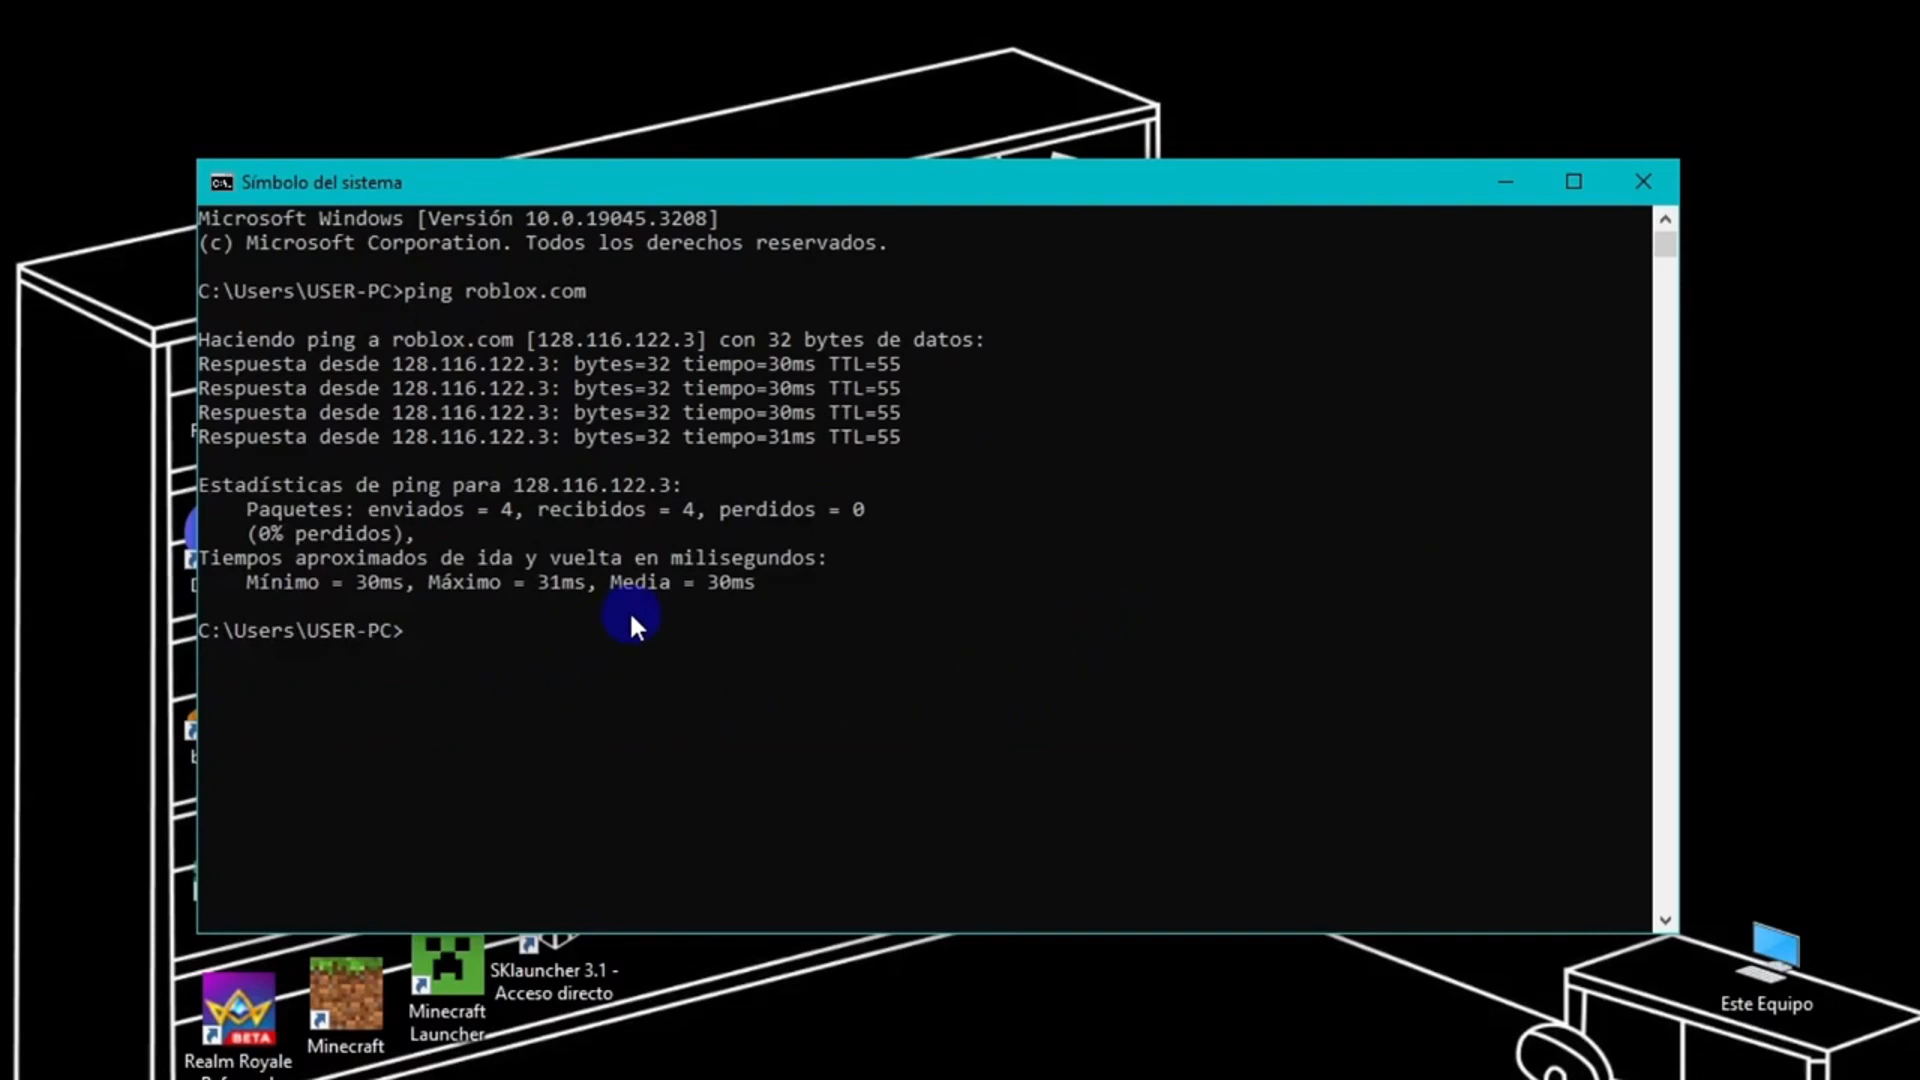 Símbolo del sistema
Microsoft Windows [Versión 10.0.19045.3208]
(c) Microsoft Corporation. Todos los derechos reservados.
C:\Users\USER-PC>ping roblox.com
Haciendo ping a roblox.com [128.116.122.3] con 32 bytes de datos:
Respuesta desde 128.116.122.3: bytes=32 tiempo=30ms TTL=55
Respuesta desde 128.116.122.3: bytes=32 tiempo=30ms TTL=55
Respuesta desde 128.116.122.3: bytes=32 tiempo=30ms TTL=55
Respuesta desde 128.116.122.3: bytes=32 tiempo=31ms TTL=55
Estadísticas de ping para 128.116.122.3:
Paquetes: enviados = 4, recibidos = 4, perdidos = 0
(0% perdidos),
Tiempos aproximados de ida y vuelta en milisegundos:
Mínimo = 30ms, Máximo = 31ms, Media = 30ms
C:\Users\USER-PC>
BETA
Realm Royale
Minecraft
Minecraft
Launcher
SKlauncher 3.1 -
Acceso directo
Este Equipo